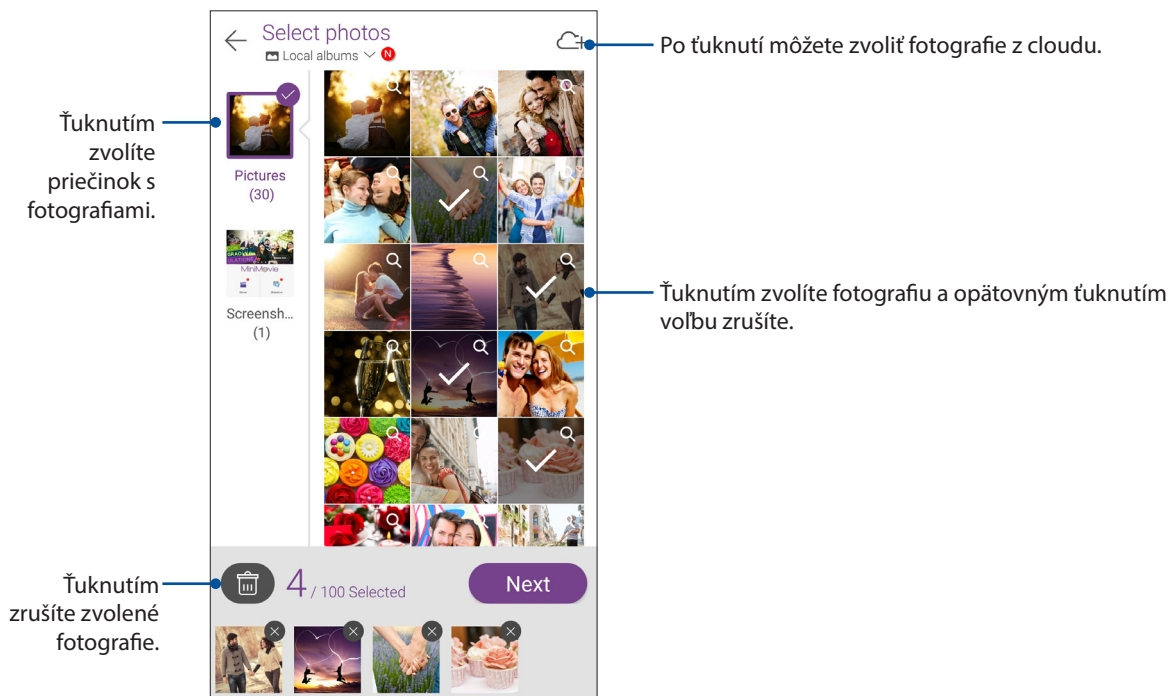 Select photos
Local albums
N
Po ťuknutí môžete zvoliť fotografie z cloudu.
Ťuknutím
zvolíte
priečinok s
fotografiami.
Pictures
(30)
MiniMovie
Screensh...
(1)
Ťuknutím zvolíte fotografiu a opätovným ťuknutím
voľbu zrušíte.
Ťuknutím
zrušíte zvolené
fotografie.
4 / 100 Selected
Next